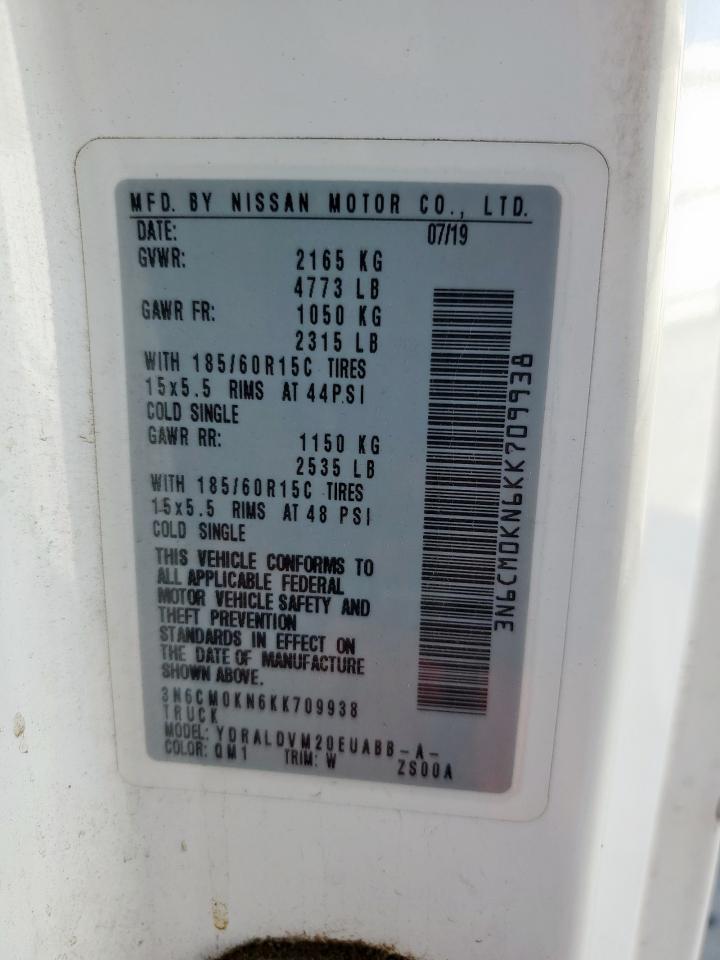 MFD. BY NISSAN MOTOR CO., LTD.
DATE: 07/19
GVWR: 2165 KG
4773 LB
GAWR FR: 1050 KG
2315 LB
WITH 185/60R15C TIRES
15x5.5 RIMS AT 44PSI
COLD SINGLE
GAWR RR: 1150 KG
2535 LB
WITH 185/60R15C TIRES
15x5.5 RIMS AT 48 PSI
COLD SINGLE
THIS VEHICLE CONFORMS TO
ALL APPLICABLE FEDERAL
MOTOR VEHICLE SAFETY AND
THEFT PREVENTION
STANDARDS IN EFFECT ON
THE DATE OF MANUFACTURE
SHOWN ABOVE.
3N6CM0KN6KK709938
TRUCK
MODEL: YDRALDVM20EUABB-A-
COLOR: QM1 TRIM: W ZS00A
3N6CM0KN6KK709938